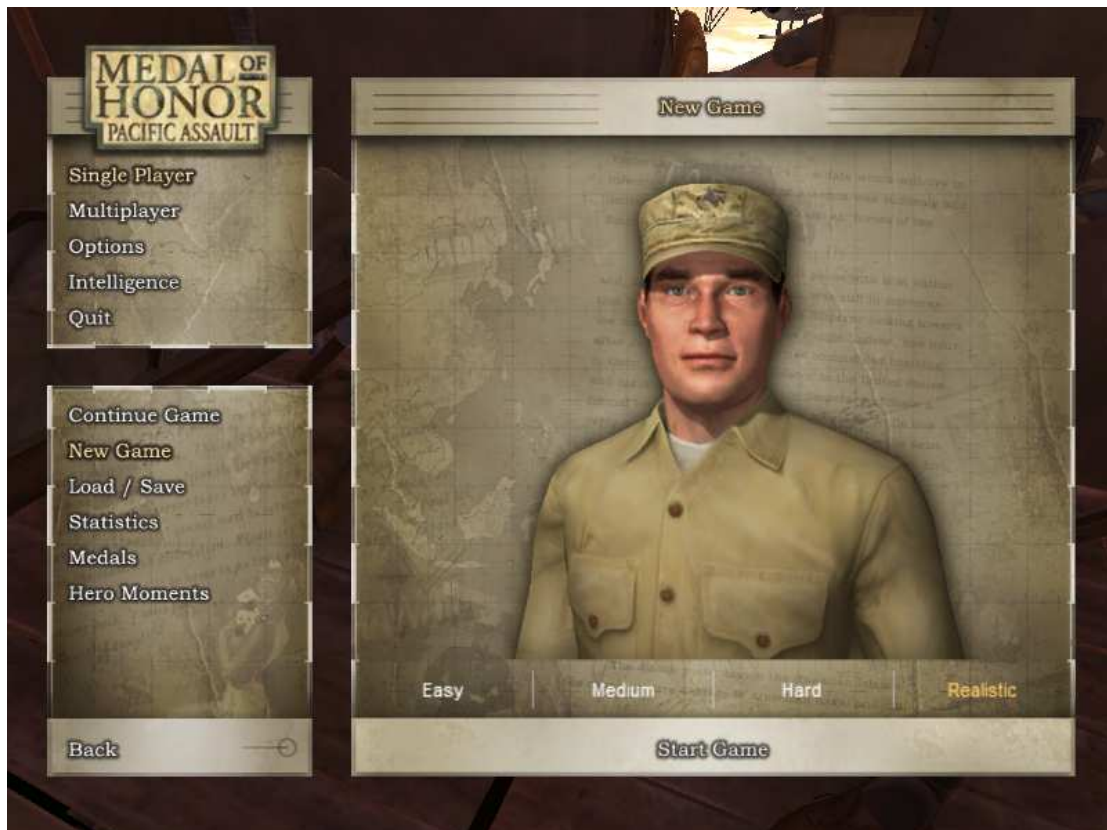 MEDAL OF
HONOR
PACIFIC ASSAULT
Single Player
Multiplayer
Options
Intelligence
Quit
Continue Game
New Game
Load / Save
Statistics
Medals
Hero Moments
Back
New Game
Easy
Medium
Hard
Realistic
Start Game